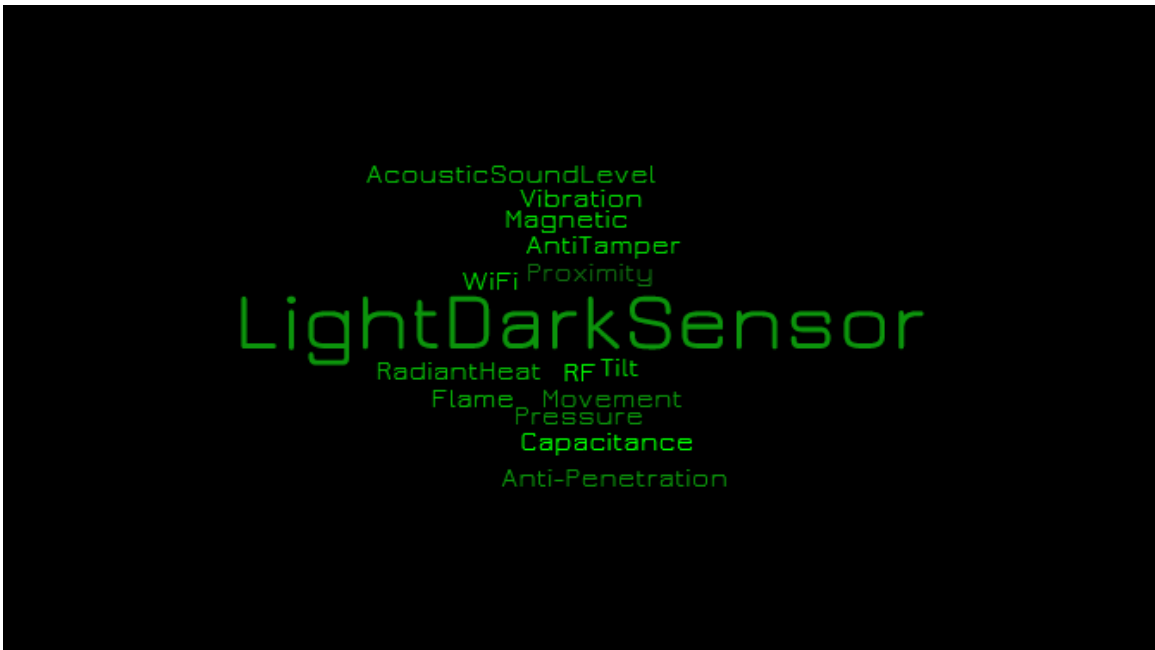 AcousticSoundLevel
Vibration
Magnetic
AntiTamper
WiFi Proximity
LightDarkSensor
RadiantHeat RF Tilt
Flame Movement
Pressure
Capacitance
Anti-Penetration